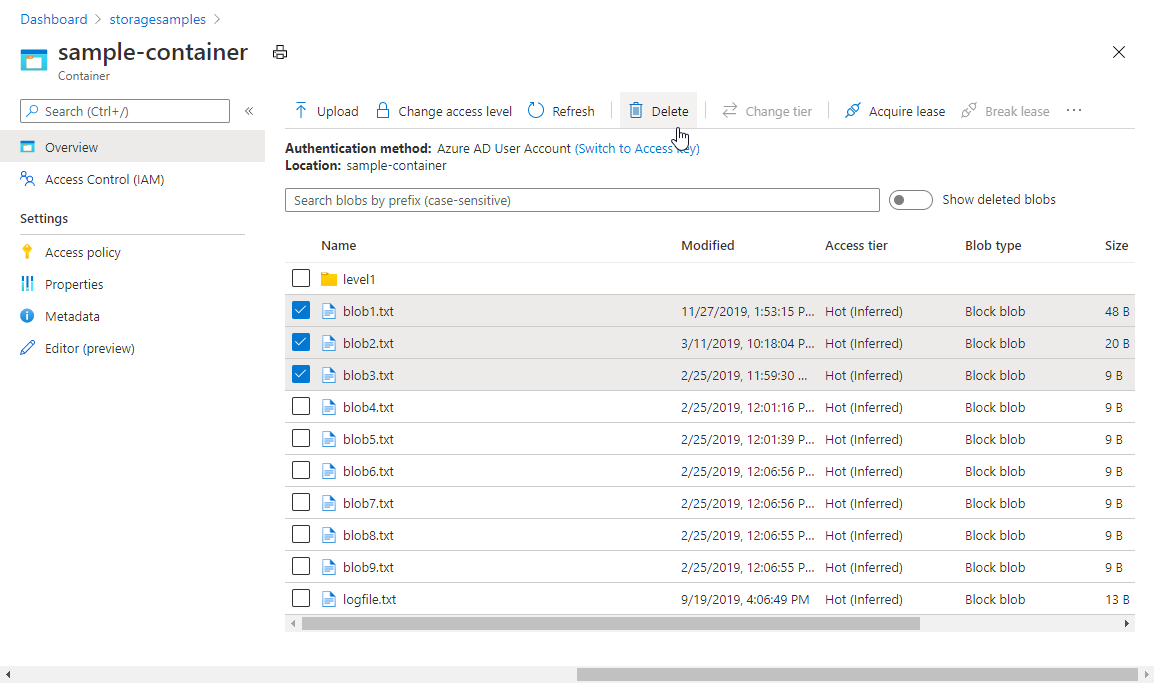 Dashboard > storagesamples >
sample-container
Container
Search (Ctrl+/)
«
Upload Change access level Refresh Delete Change tier Acquire lease Break lease ...
Overview
Access Control (IAM)
Settings
Access policy
Properties
Metadata
Editor (preview)
Authentication method: Azure AD User Account (Switch to Access key)
Location: sample-container
Search blobs by prefix (case-sensitive) Show deleted blobs
Name Modified Access tier Blob type Size
level1
blob1.txt 11/27/2019, 1:53:15 P... Hot (Inferred) Block blob 48 B
blob2.txt 3/11/2019, 10:18:04 P... Hot (Inferred) Block blob 20 B
blob3.txt 2/25/2019, 11:59:30 ... Hot (Inferred) Block blob 9 B
blob4.txt 2/25/2019, 12:01:16 P... Hot (Inferred) Block blob 9 B
blob5.txt 2/25/2019, 12:01:39 P... Hot (Inferred) Block blob 9 B
blob6.txt 2/25/2019, 12:06:56 P... Hot (Inferred) Block blob 9 B
blob7.txt 2/25/2019, 12:06:56 P... Hot (Inferred) Block blob 9 B
blob8.txt 2/25/2019, 12:06:55 P... Hot (Inferred) Block blob 9 B
blob9.txt 2/25/2019, 12:06:55 P... Hot (Inferred) Block blob 9 B
logfile.txt 9/19/2019, 4:06:49 PM Hot (Inferred) Block blob 13 B